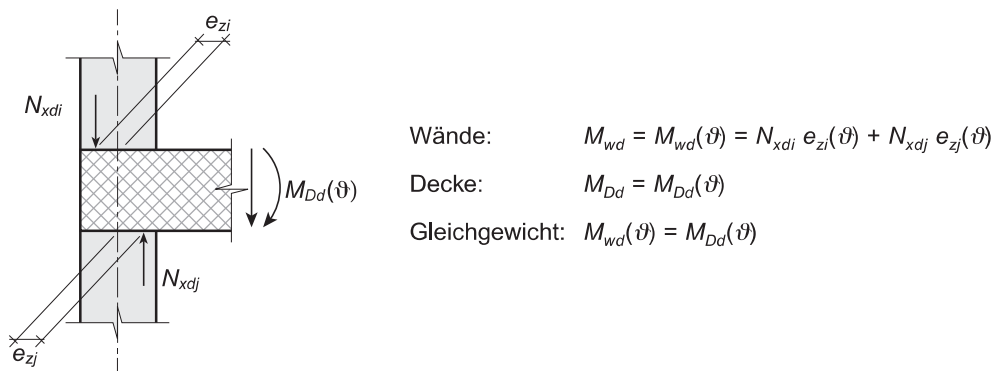 e_zi
N_xdi
M_Dd(ϑ)
N_xdj
e_zj
Wände: M_wd = M_wd(ϑ) = N_xdi e_zi(ϑ) + N_xdj e_zj(ϑ)
Decke: M_Dd = M_Dd(ϑ)
Gleichgewicht: M_wd(ϑ) = M_Dd(ϑ)